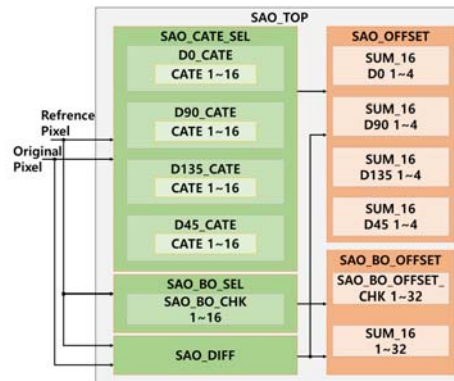 SAO_TOP
SAO_CATE_SEL
D0_CATE
CATE 1~16
D90_CATE
CATE 1~16
D135_CATE
CATE 1~16
D45_CATE
CATE 1~16
SAO_BO_SEL
SAO_BO_CHK
1~16
SAO_DIFF
Refrence
Pixel
Original
Pixel
SAO_OFFSET
SUM_16
D0 1~4
SUM_16
D90 1~4
SUM_16
D135 1~4
SUM_16
D45 1~4
SAO_BO_OFFSET
SAO_BO_OFFSET_
CHK 1~32
SUM_16
1~32